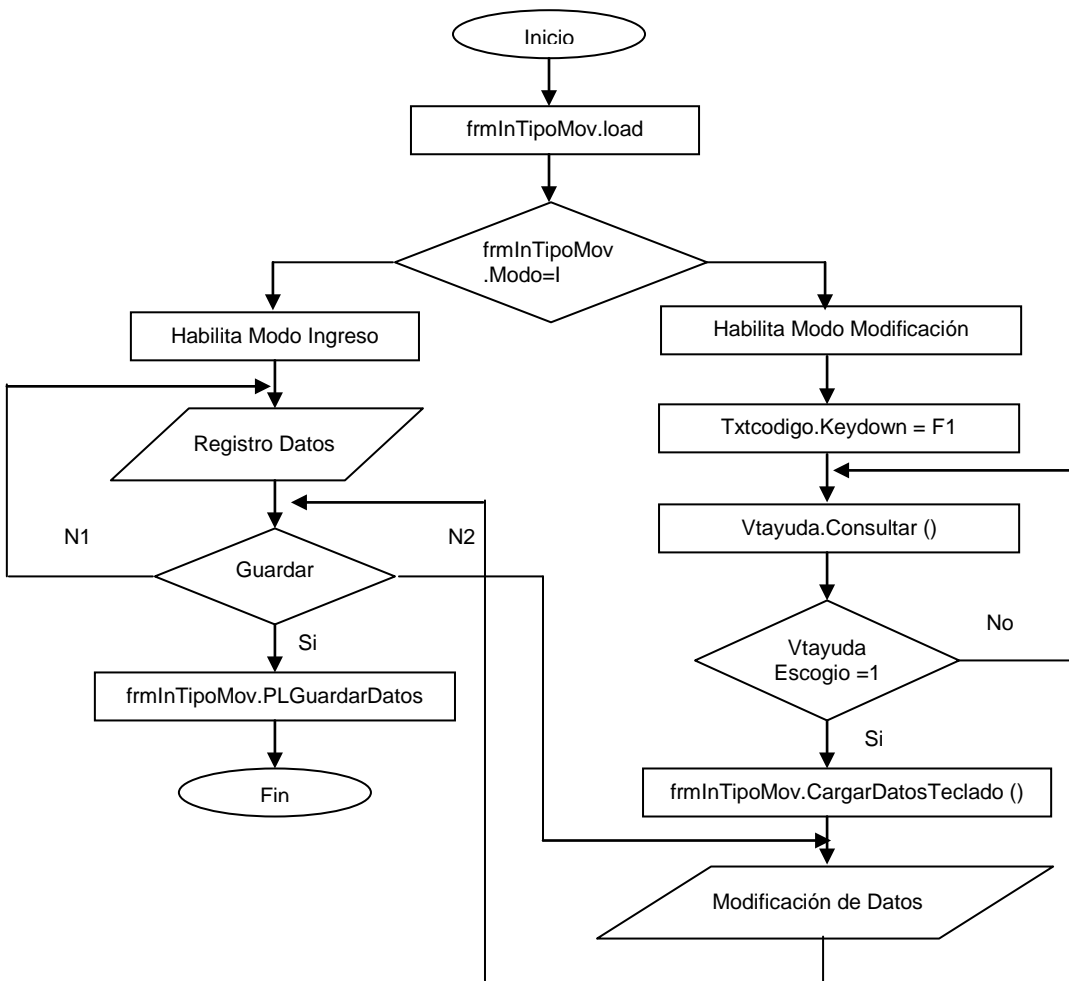 Inicio
frmInTipoMov.load
frmInTipoMov
.Modo=I
Habilita Modo Ingreso
Habilita Modo Modificación
Registro Datos
Txtcodigo.Keydown = F1
N1
N2
Vtayuda.Consultar ()
Guardar
Si
No
Vtayuda
Escogio =1
frmInTipoMov.PLGuardarDatos
Si
Fin
frmInTipoMov.CargarDatosTeclado ()
Modificación de Datos